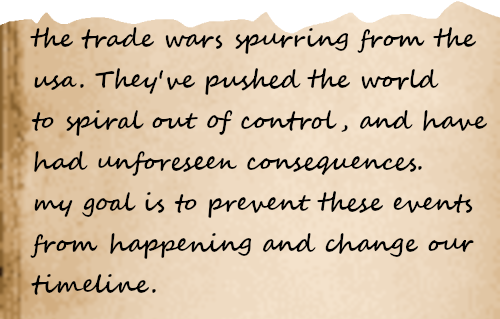 the trade wars spurring from the
usa. They've pushed the world
to spiral out of control, and have
had unforeseen consequences.
my goal is to prevent these events
from happening and change our
timeline.